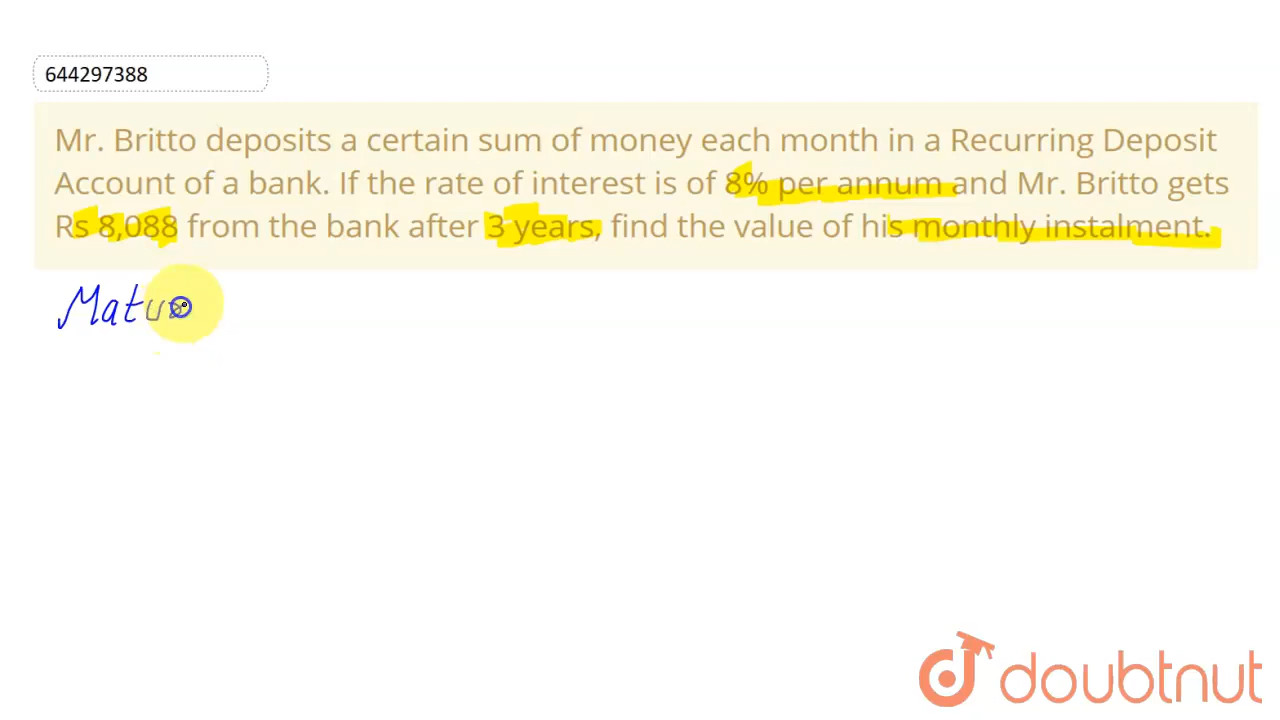 644297388
Mr. Britto deposits a certain sum of money each month in a Recurring Deposit
Account of a bank. If the rate of interest is of 8% per annum and Mr. Britto gets
Rs 8,088 from the bank after 3 years, find the value of his monthly instalment.
Matu
doubtnut